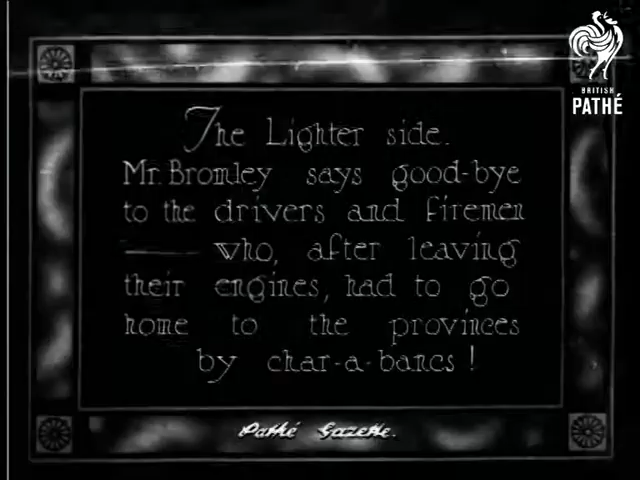 BRITISH
PATHÉ
The Lighter side.
Mr. Bromley says good-bye
to the drivers and firemen
— who, after leaving
their engines, had to go
home to the provinces
by char-a-bancs!
Pathé Gazette.